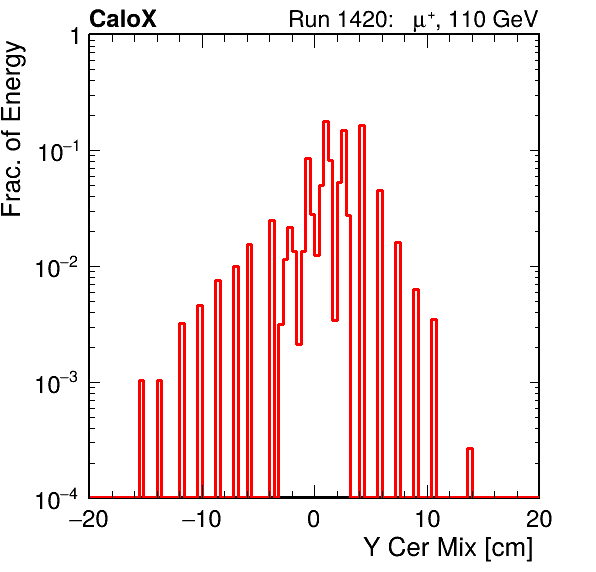 CaloX Run 1420: μ⁺, 110 GeV
Frac. of Energy
1
10⁻¹
10⁻²
10⁻³
10⁻⁴
−20 −10 0 10 20
Y Cer Mix [cm]